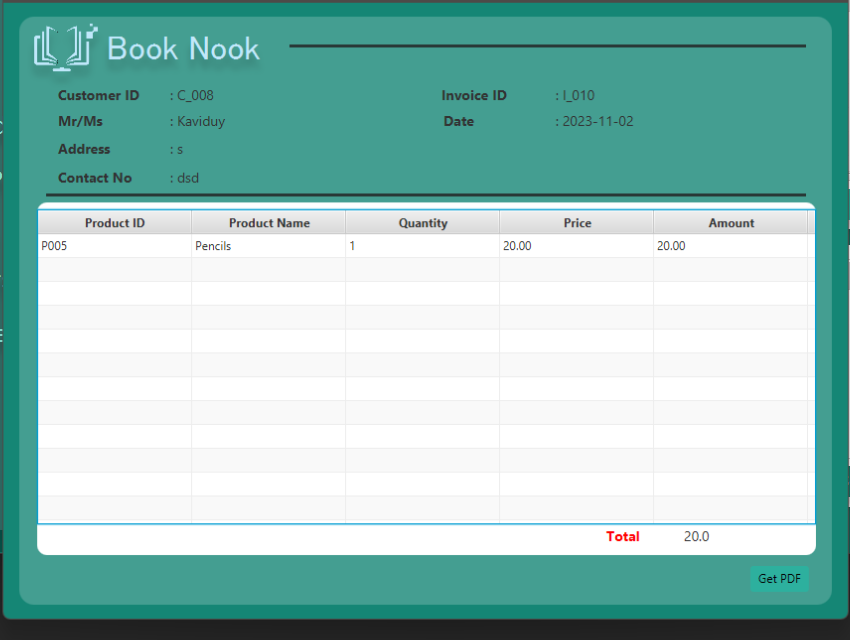 Book Nook
Customer ID : C_008 Invoice ID : I_010
Mr/Ms : Kaviduy Date : 2023-11-02
Address : s
Contact No : dsd
Product ID Product Name Quantity Price Amount
P005 Pencils 1 20.00 20.00
Total 20.0
Get PDF